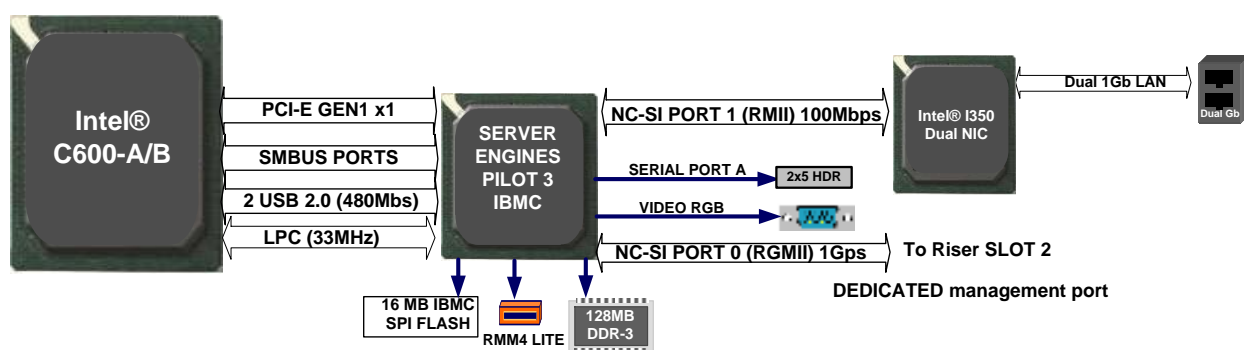 Intel®
C600-A/B
PCI-E GEN1 x1
SMBUS PORTS
2 USB 2.0 (480Mbs)
LPC (33MHz)
SERVER
ENGINES
PILOT 3
IBMC
NC-SI PORT 1 (RMII) 100Mbps
Intel® I350
Dual NIC
Dual 1Gb LAN
Dual Gb
SERIAL PORT A
2x5 HDR
VIDEO RGB
NC-SI PORT 0 (RGMII) 1Gps
To Riser SLOT 2
DEDICATED management port
16 MB IBMC
SPI FLASH
RMM4 LITE
128MB
DDR-3